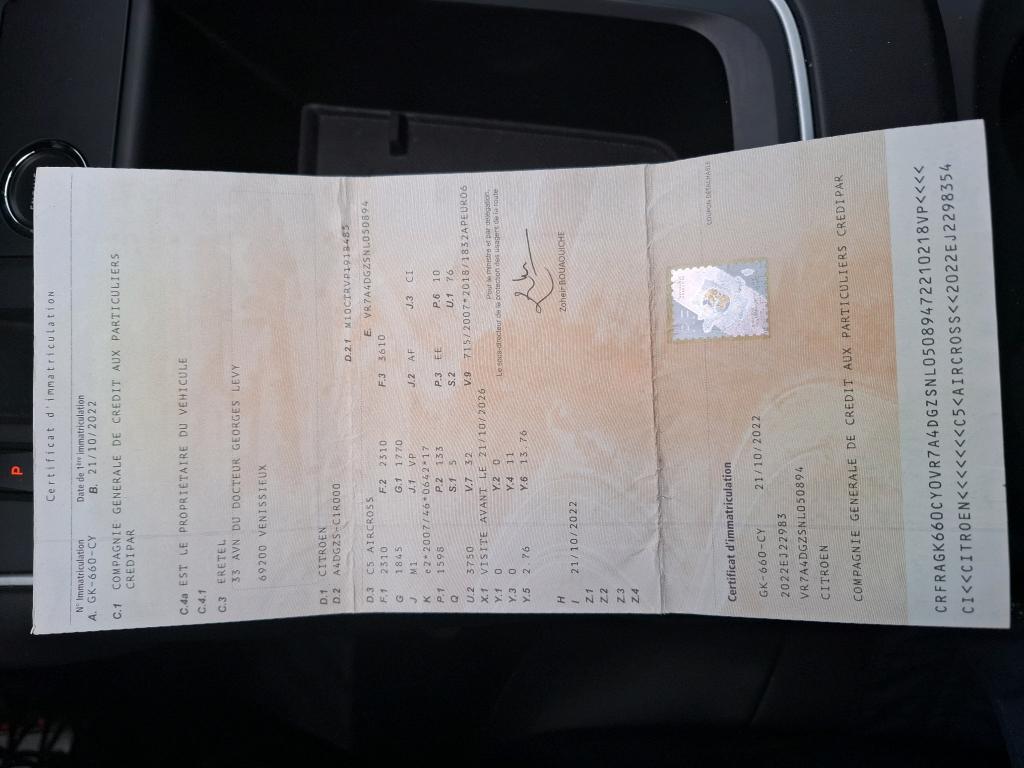 Certificat d'immatriculation
N° Immatriculation Date de 1ère immatriculation
A. GK-660-CY B. 21/10/2022
C.1 COMPAGNIE GENERALE DE CREDIT AUX PARTICULIERS
CREDIPAR
C.4a EST LE PROPRIETAIRE DU VEHICULE
C.4.1
C.3 ERETEL
33 AVN DU DOCTEUR GEORGES LEVY
69200 VENISSIEUX
D.1 CITROEN
D.2 A4DGZS-C1R000 D.2.1 M10CTRVP1918483
D.3 C5 AIRCROSS E. VR7A4DGZSNL050894
F.1 2310 F.2 2310 F.3 3610
G 1845 G.1 1770
J M1 J.1 VP J.2 AF J.3 CI
K e2*2007/46*0642*17
P.1 1598 P.2 133 P.3 EE P.6 10
Q S.1 5 S.2 U.1 76
U.2 3750 V.7 32 V.9 715/2007*2018/1832APEURO6
X.1 VISITE AVANT LE 21/10/2026
Y.1 0 Y.2 0
Y.3 0 Y.4 11
Y.5 2.76 Y.6 13.76
Pour le ministre et par délégation,
Le sous-directeur de la protection des usagers de la route
Zoheir BOUAOUICHE
H
I 21/10/2022
Z.1
Z.2
Z.3
Z.4
COUPON DÉTACHABLE
Certificat d'immatriculation
GK-660-CY 21/10/2022
2022EJ22983
VR7A4DGZSNL050894
CITROEN
COMPAGNIE GENERALE DE CREDIT AUX PARTICULIERS CREDIPAR
CRFRAGK660CY0VR7A4DGZSNL0508947221021 8VP<<<
CI<<CITROEN<<<<<<C5<AIRCROSS<<2022EJ2298354
P